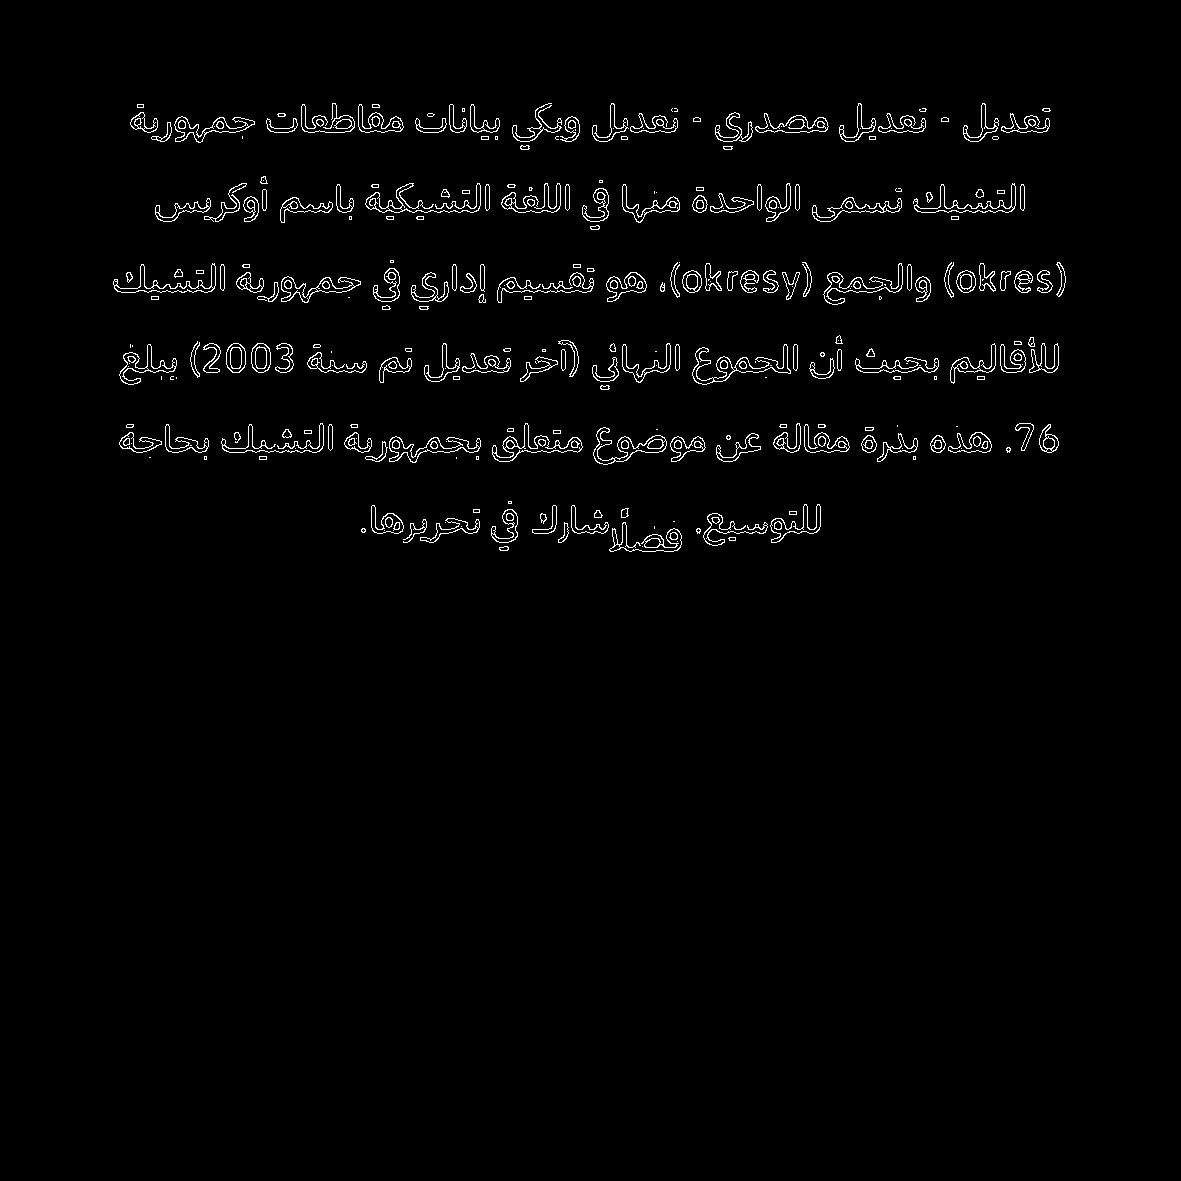 تعديل - تعديل مصدري - تعديل ويكي بيانات مقاطعات جمهورية
التشيك تسمى الواحدة منها في اللغة التشيكية باسم أوكريس
(okres) والجمع (okresy)، هو تقسيم إداري في جمهورية التشيك
للأقاليم بحيث أن المجموع النهائي (آخر تعديل تم سنة 2003) يبلغ
76. هذه بذرة مقالة عن موضوع متعلق بجمهورية التشيك بحاجة
للتوسيع. فضلًا شارك في تحريرها.